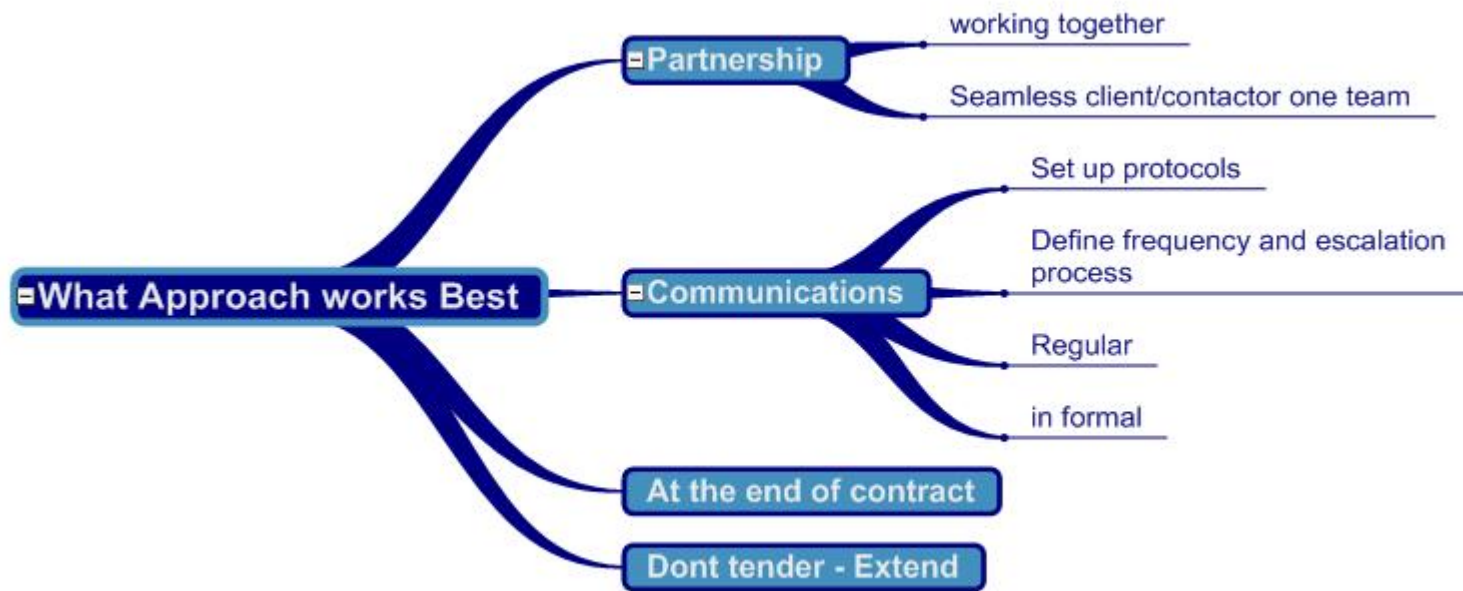 What Approach works Best
Partnership
working together
Seamless client/contactor one team
Communications
Set up protocols
Define frequency and escalation
process
Regular
in formal
At the end of contract
Dont tender - Extend